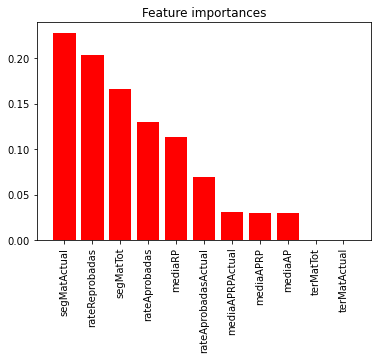 Feature importances
0.20
0.15
0.10
0.05
0.00
segMatActual
rateReprobadas
segMatTot
rateAprobadas
mediaRP
rateAprobadasActual
mediaAPRPActual
mediaAPRP
mediaAP
terMatTot
terMatActual